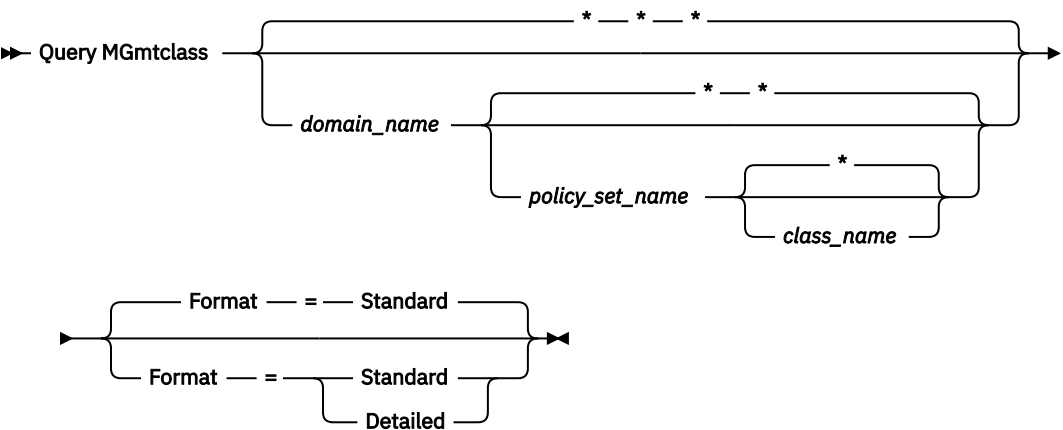 * * *
Query MGmtclass
* *
domain_name
*
policy_set_name
class_name
Format = Standard
Format = Standard
Detailed